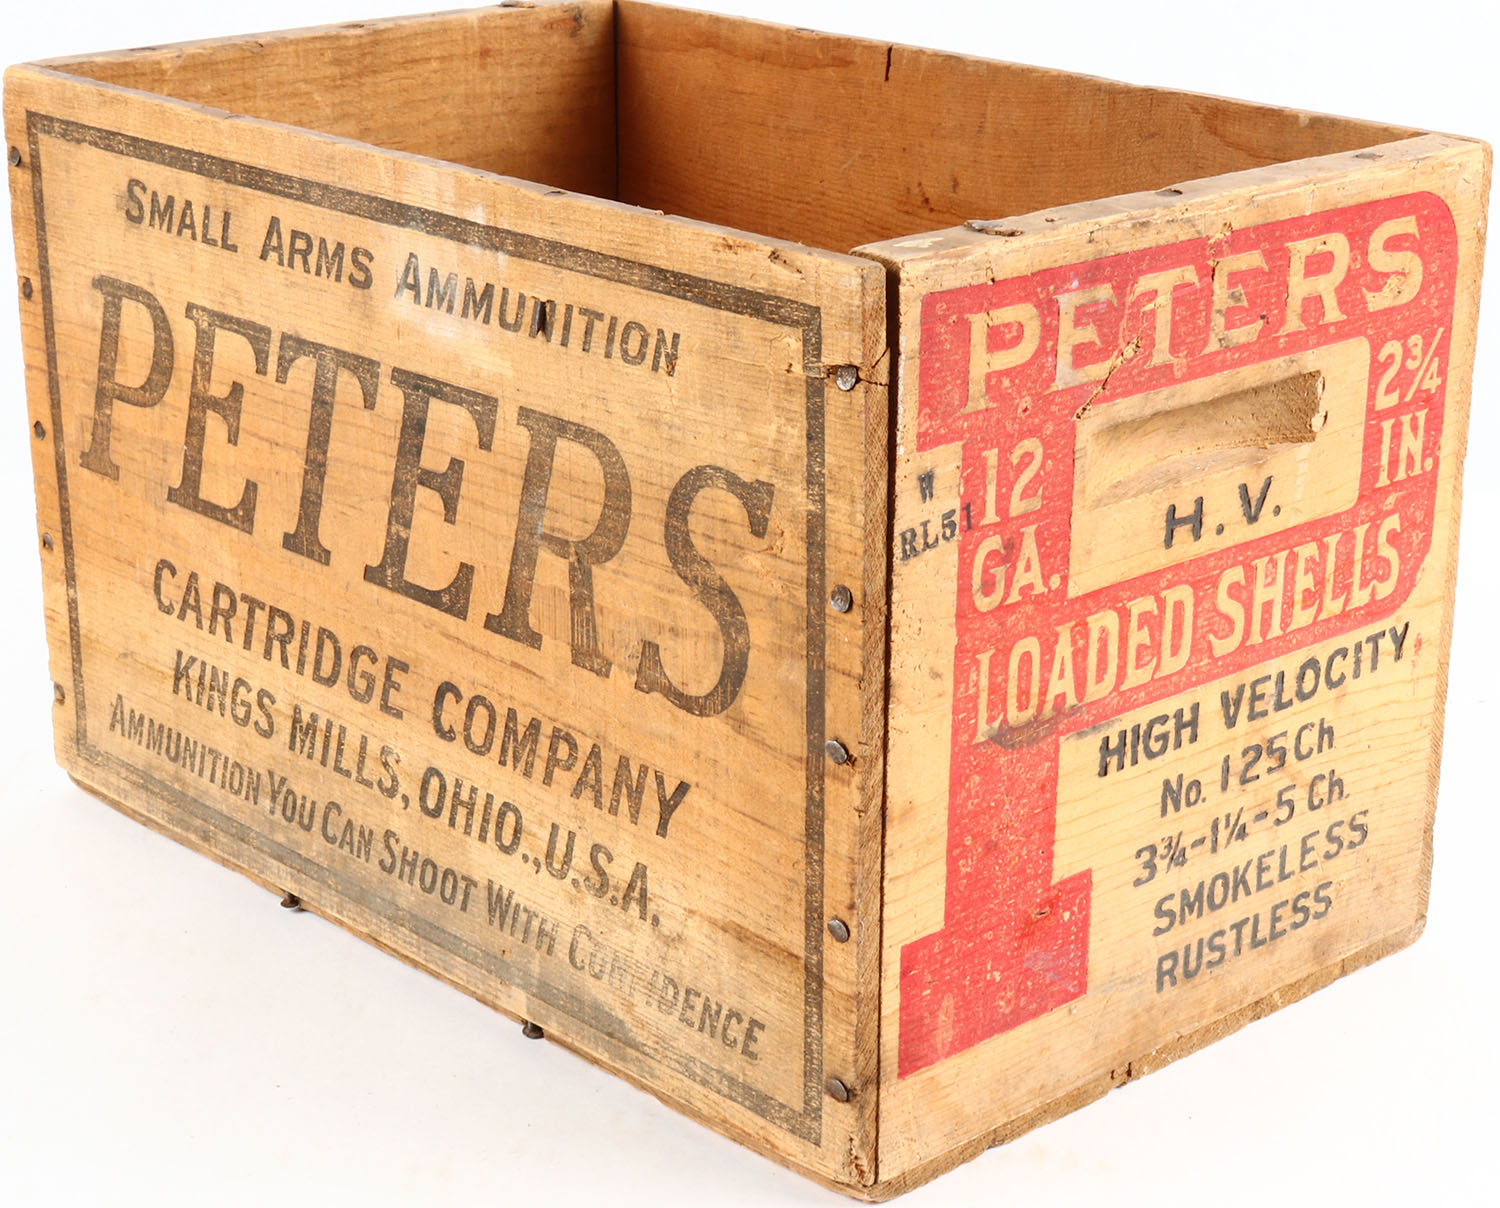 SMALL ARMS AMMUNITION
PETERS
CARTRIDGE COMPANY
KINGS MILLS, OHIO., U.S.A.
AMMUNITION YOU CAN SHOOT WITH CONFIDENCE
PETERS
12
GA.
2¾
IN.
H.V.
W
RL51
LOADED SHELLS
HIGH VELOCITY
No. 125 Ch
3¾-1¼-5 Ch.
SMOKELESS
RUSTLESS